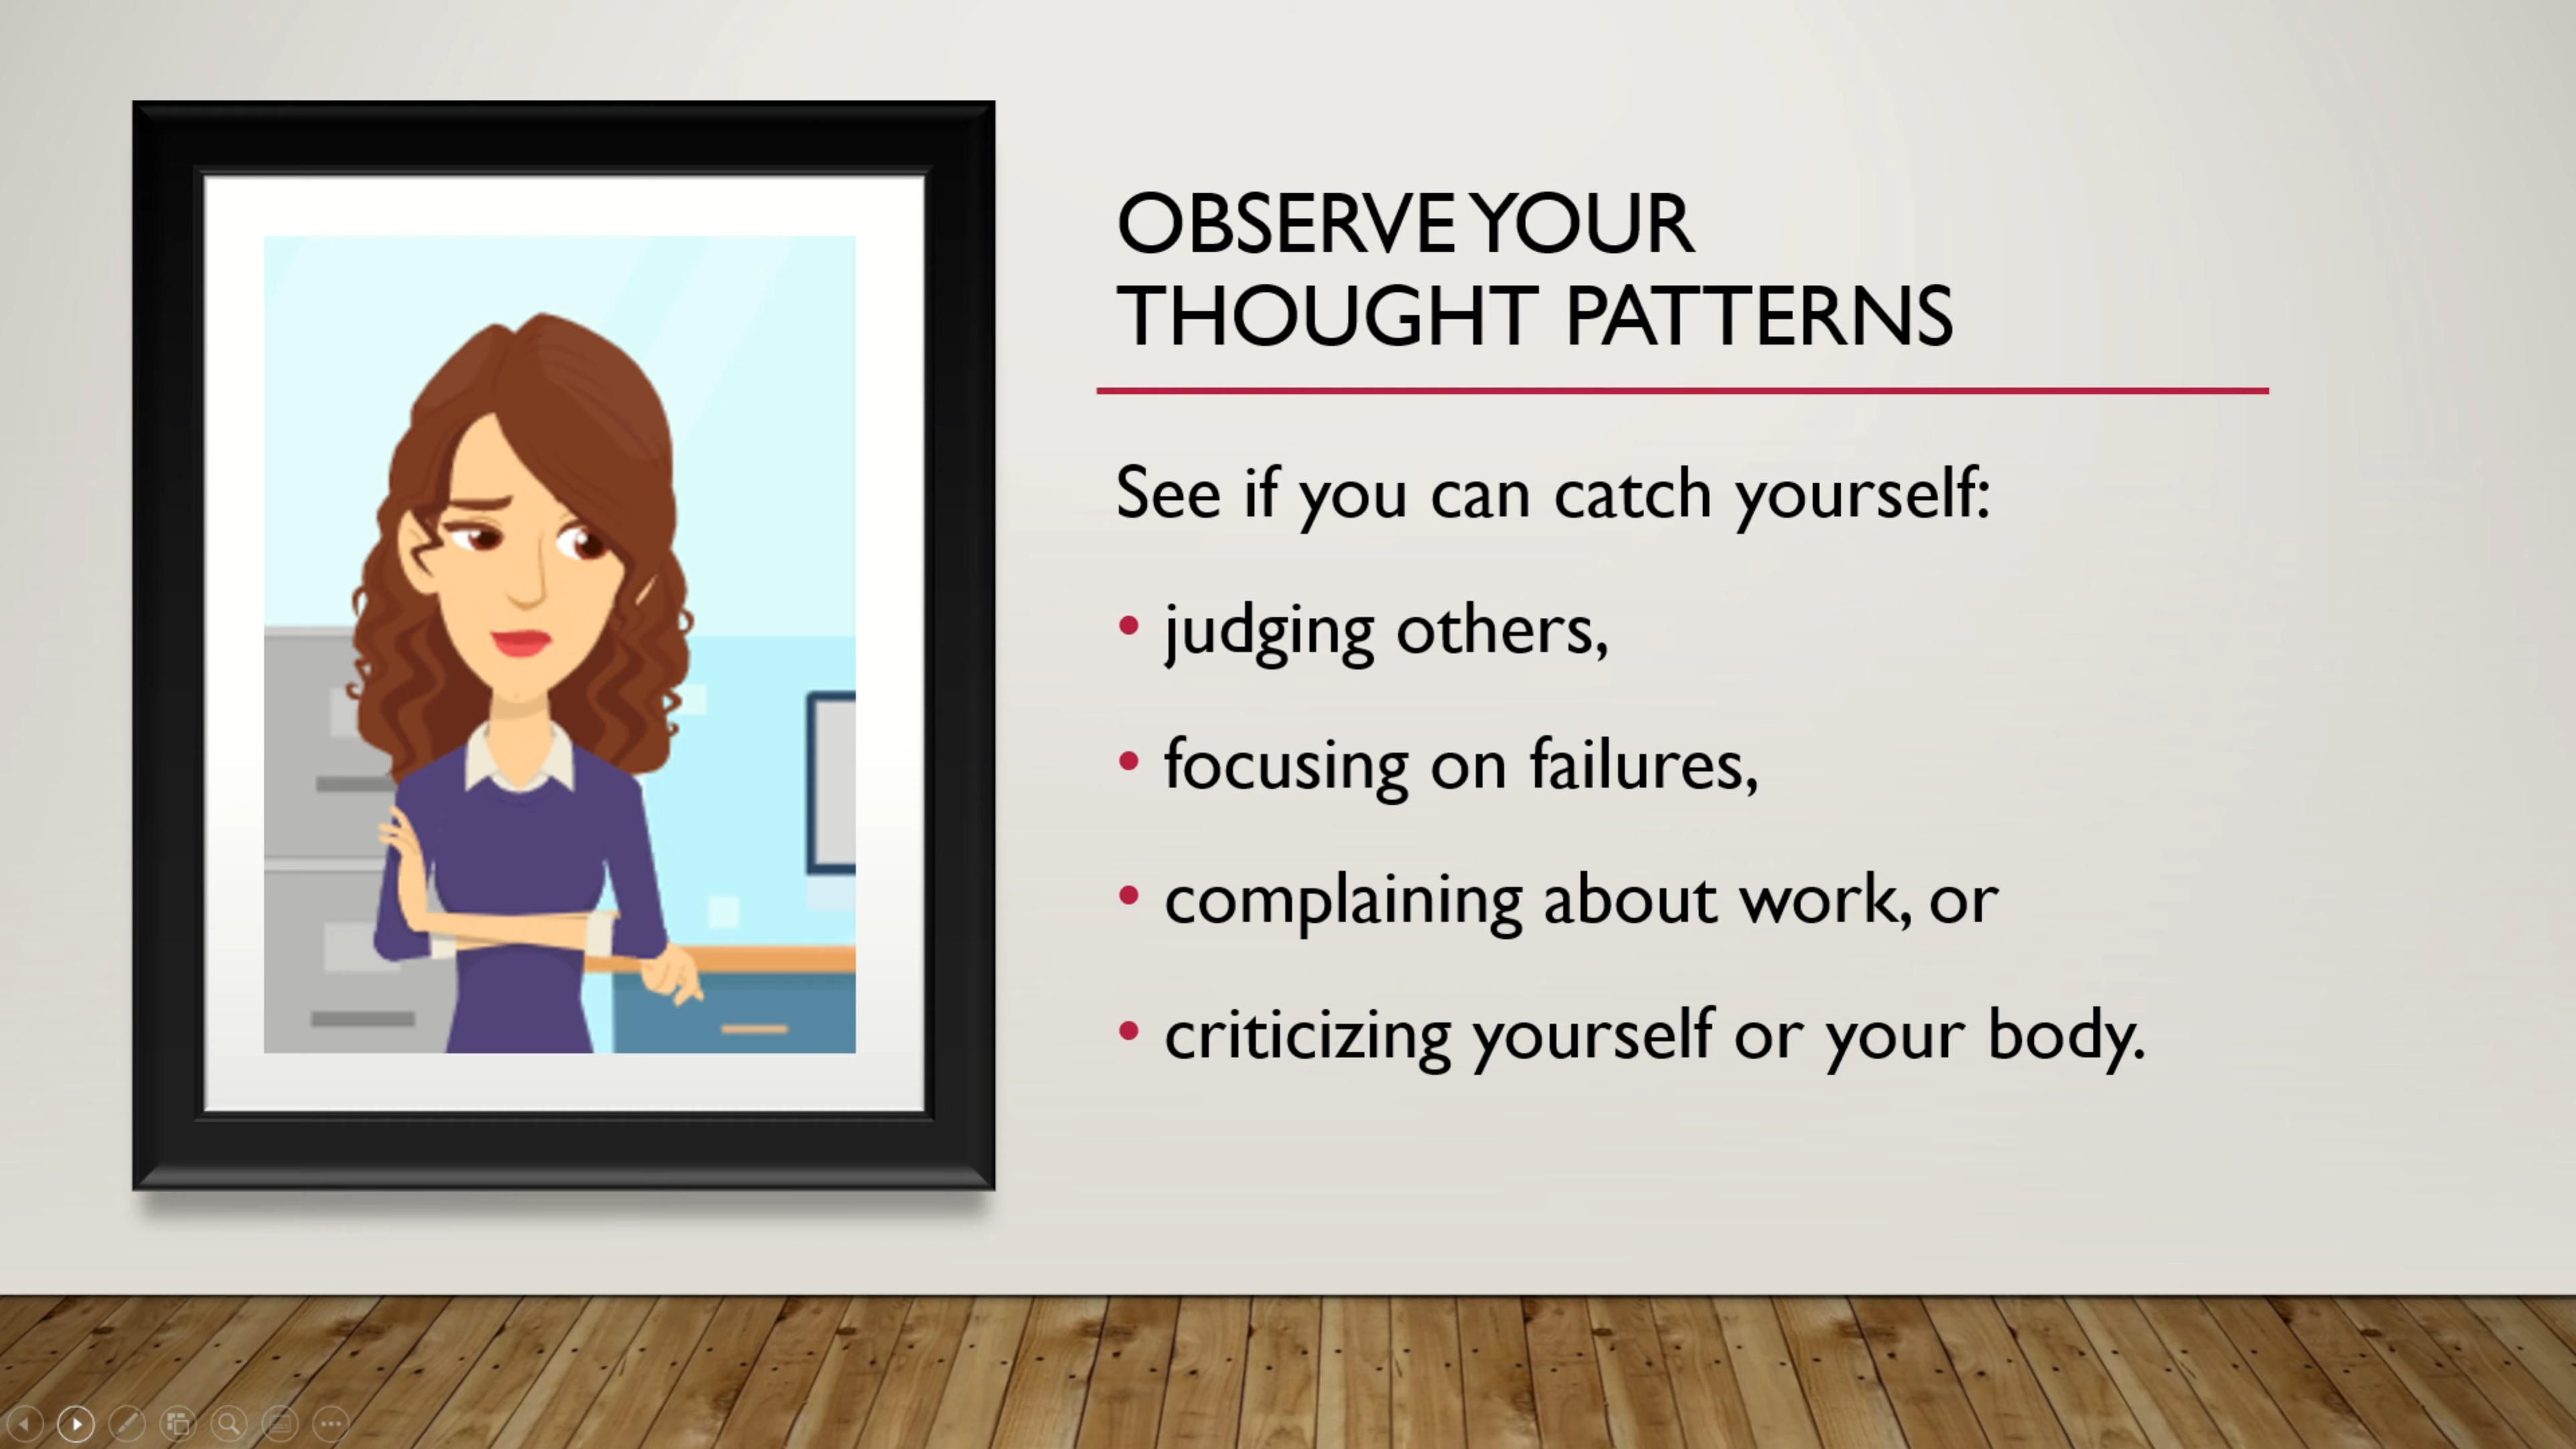 OBSERVE YOUR
THOUGHT PATTERNS
See if you can catch yourself:
• judging others,
• focusing on failures,
• complaining about work, or
• criticizing yourself or your body.